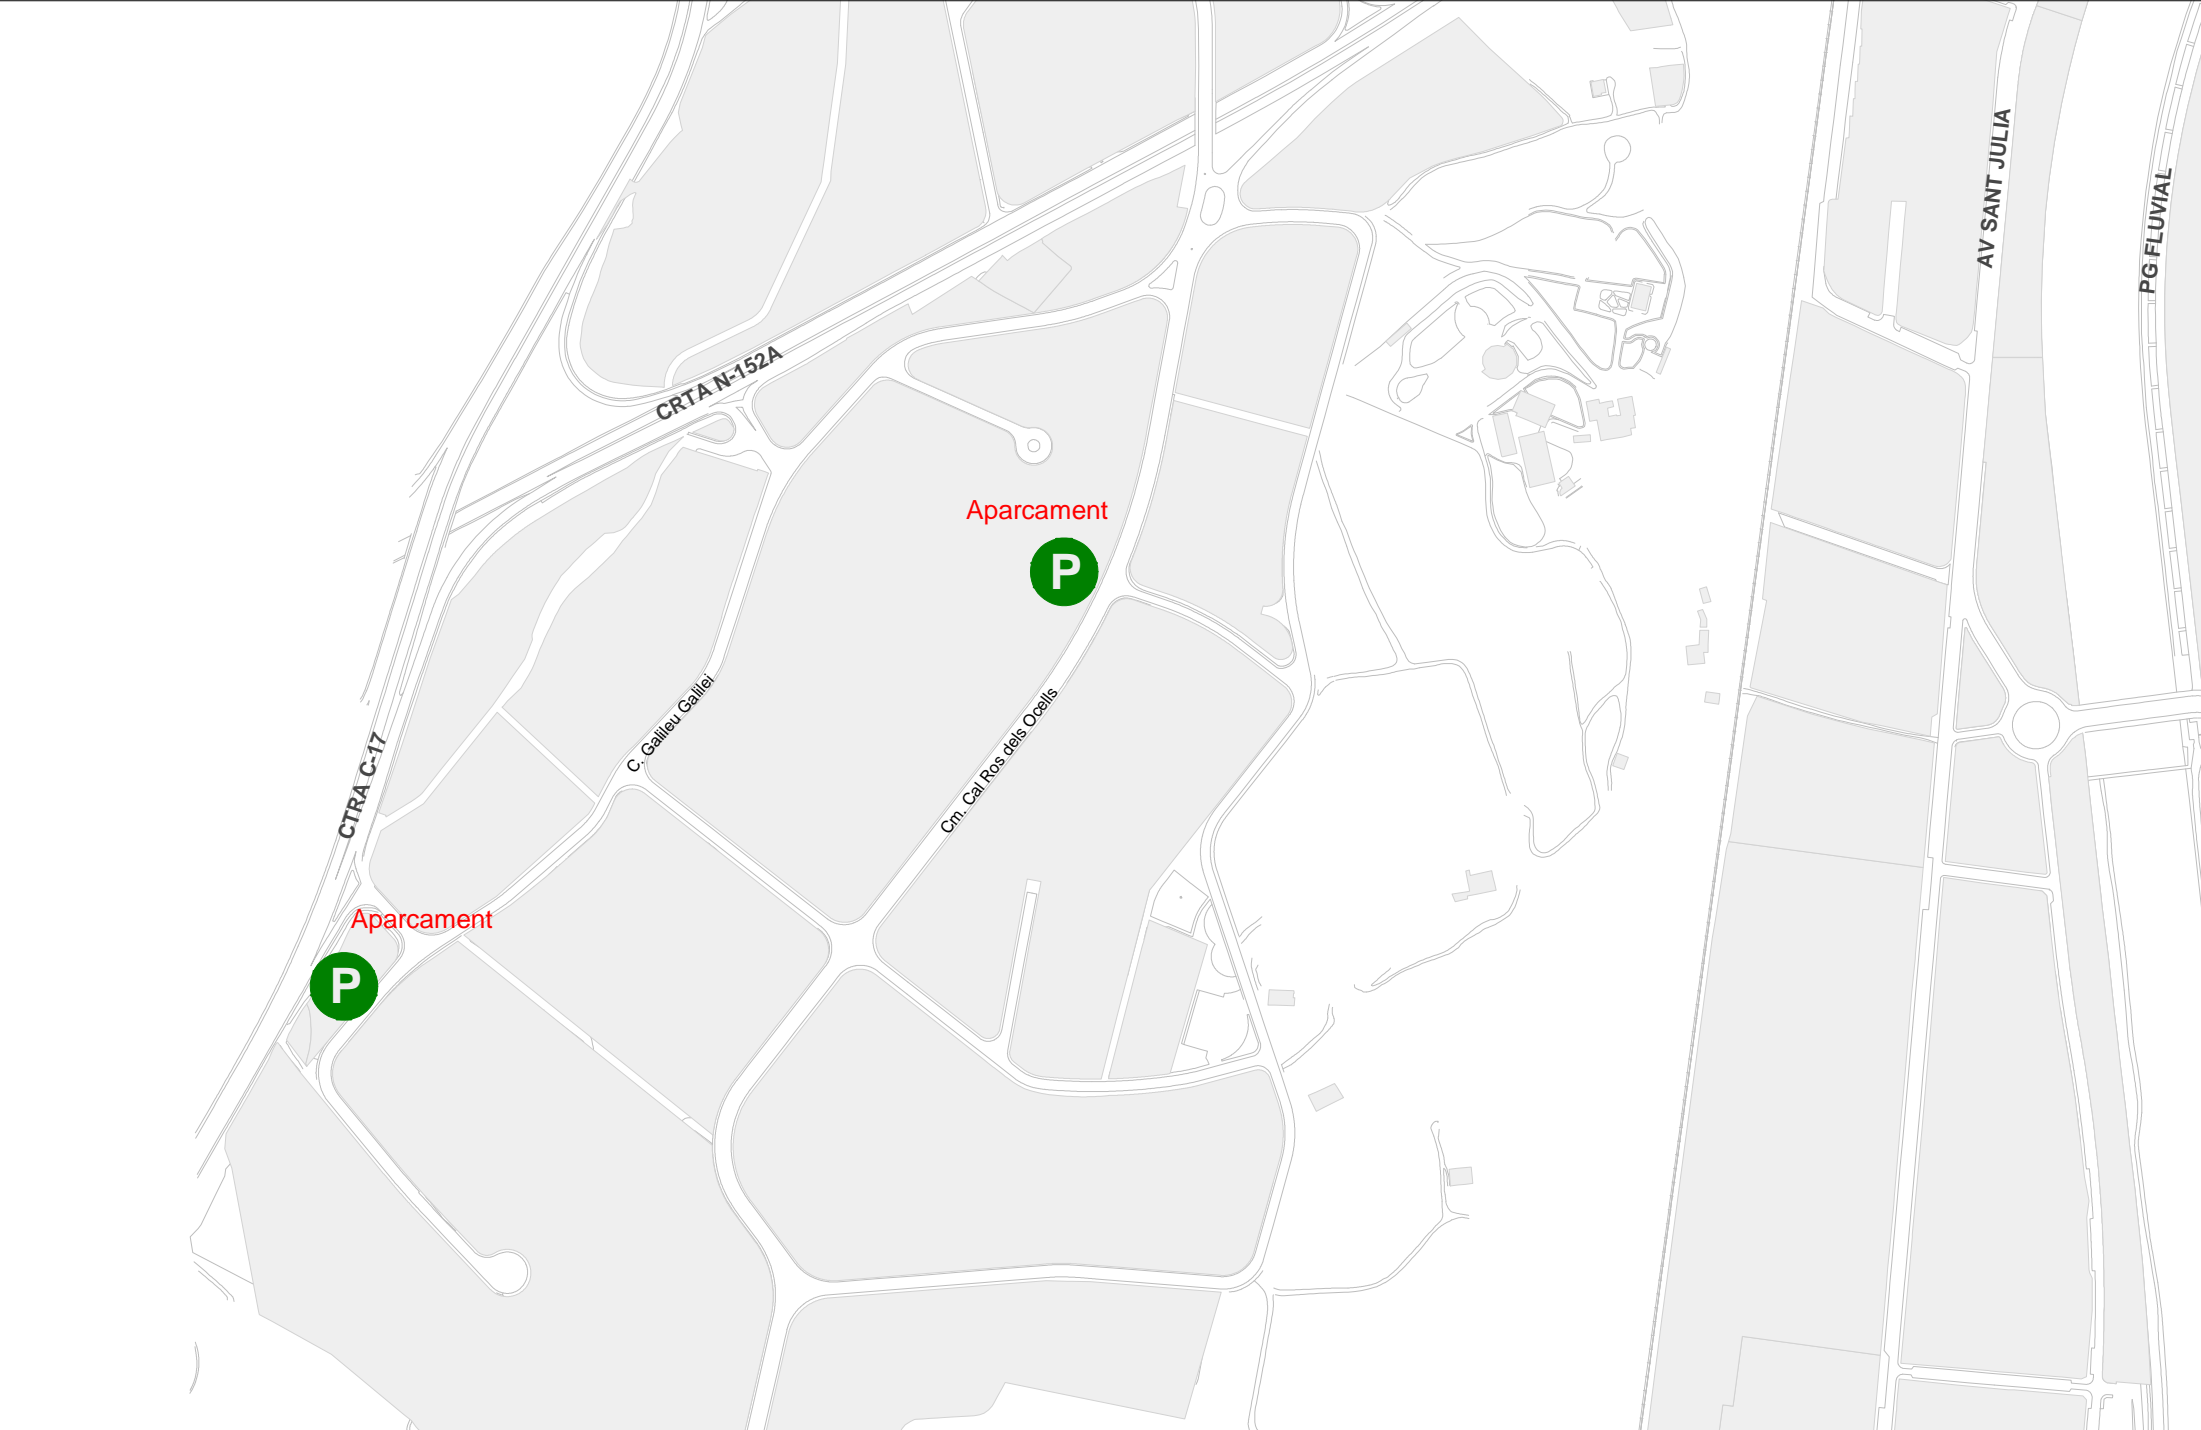 AV SANT JULIA
PG FLUVIAL
CRTA N-152A
Aparcament
P
C. Galileu Galilei
Cm. Cal Ros dels Ocells
CTRA C-17
Aparcament
P